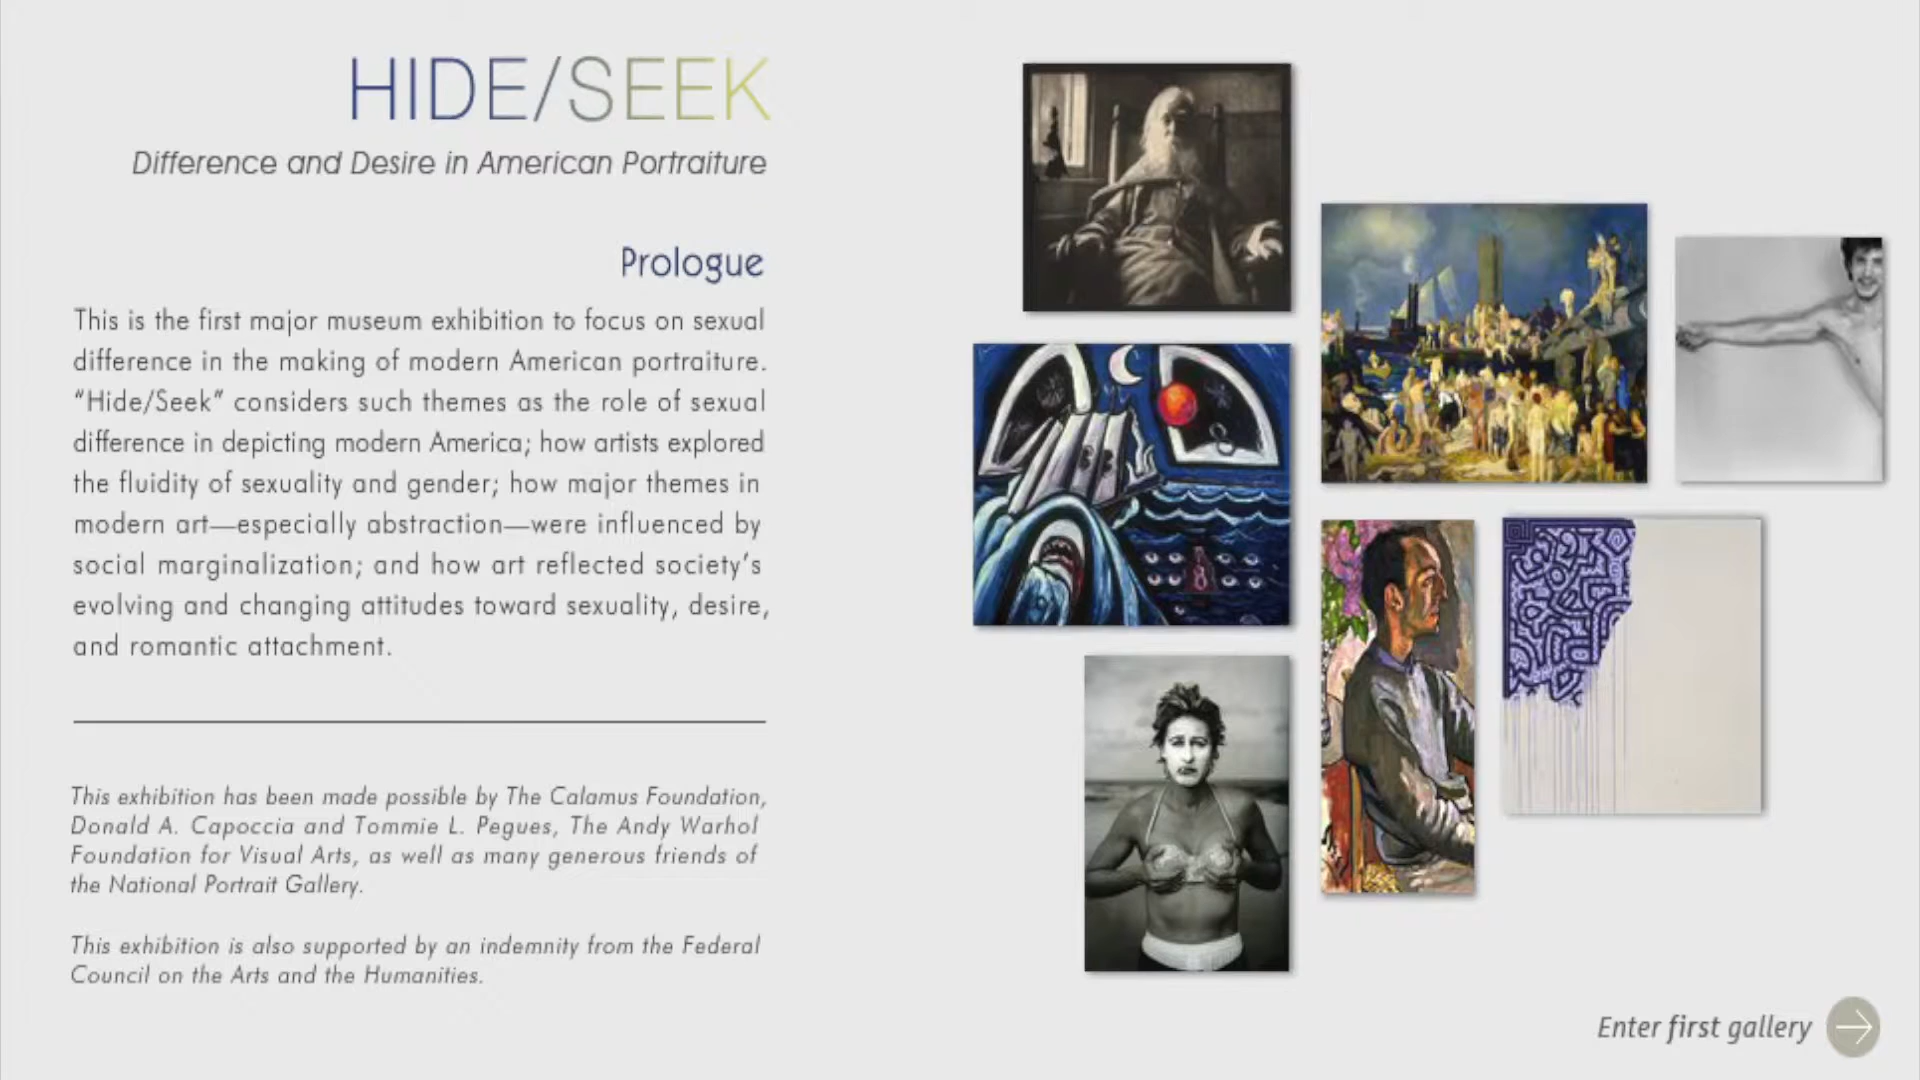 HIDE/SEEK
Difference and Desire in American Portraiture
Prologue
This is the first major museum exhibition to focus on sexual
difference in the making of modern American portraiture.
“Hide/Seek” considers such themes as the role of sexual
difference in depicting modern America; how artists explored
the fluidity of sexuality and gender; how major themes in
modern art—especially abstraction—were influenced by
social marginalization; and how art reflected society’s
evolving and changing attitudes toward sexuality, desire,
and romantic attachment.
This exhibition has been made possible by The Calamus Foundation,
Donald A. Capoccia and Tommie L. Pegues, The Andy Warhol
Foundation for Visual Arts, as well as many generous friends of
the National Portrait Gallery.
This exhibition is also supported by an indemnity from the Federal
Council on the Arts and the Humanities.
Enter first gallery